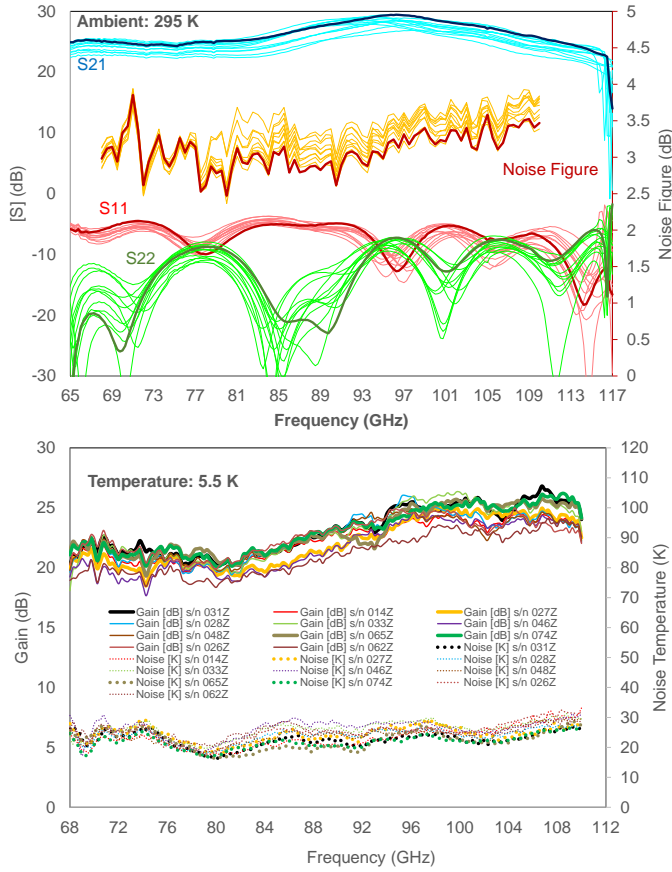 Ambient: 295 K
30
20
10
0
-10
-20
-30
[S] (dB)
5
4.5
4
3.5
3
2.5
2
1.5
1
0.5
0
Noise Figure (dB)
S21
Noise Figure
S11
S22
65 69 73 77 81 85 89 93 97 101 105 109 113 117
Frequency (GHz)
Temperature: 5.5 K
30
25
20
15
10
5
0
Gain (dB)
120
110
100
90
80
70
60
50
40
30
20
10
0
Noise Temperature (K)
Gain [dB] s/n 031Z Gain [dB] s/n 014Z Gain [dB] s/n 027Z
Gain [dB] s/n 028Z Gain [dB] s/n 033Z Gain [dB] s/n 046Z
Gain [dB] s/n 048Z Gain [dB] s/n 065Z Gain [dB] s/n 074Z
Gain [dB] s/n 026Z Gain [dB] s/n 062Z Noise [K] s/n 031Z
Noise [K] s/n 014Z Noise [K] s/n 027Z Noise [K] s/n 028Z
Noise [K] s/n 033Z Noise [K] s/n 046Z Noise [K] s/n 048Z
Noise [K] s/n 065Z Noise [K] s/n 074Z Noise [K] s/n 026Z
Noise [K] s/n 062Z
68 72 76 80 84 88 92 96 100 104 108 112
Frequency (GHz)